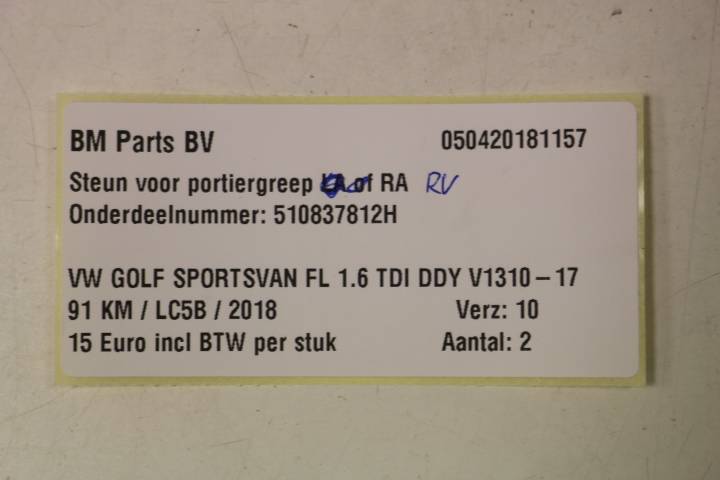 BM Parts BV 050420181157
Steun voor portiergreep LA of RA RV
Onderdeelnummer: 510837812H
VW GOLF SPORTSVAN FL 1.6 TDI DDY V1310 – 17
91 KM / LC5B / 2018 Verz: 10
15 Euro incl BTW per stuk Aantal: 2